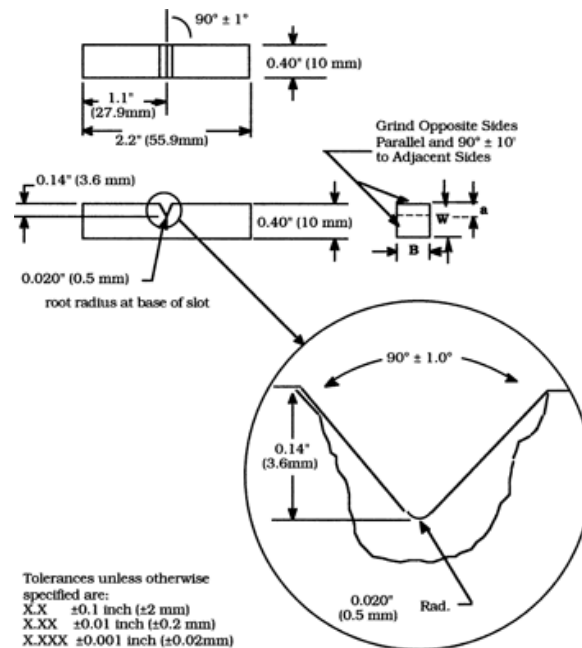 90° ± 1°
0.40" (10 mm)
1.1"
(27.9mm)
2.2" (55.9mm)
Grind Opposite Sides
Parallel and 90° ± 10'
to Adjacent Sides
0.14" (3.6 mm)
0.40" (10 mm)
W
a
B
0.020" (0.5 mm)
root radius at base of slot
90° ± 1.0°
0.14"
(3.6mm)
0.020"
(0.5 mm)
Rad.
Tolerances unless otherwise
specified are:
X.X ±0.1 inch (±2 mm)
X.XX ±0.01 inch (±0.2 mm)
X.XXX ±0.001 inch (±0.02mm)